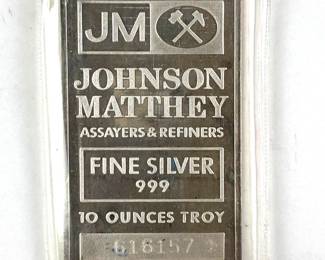 JM
JOHNSON
MATTHEY
ASSAYERS & REFINERS
FINE SILVER
999
10 OUNCES TROY
616157